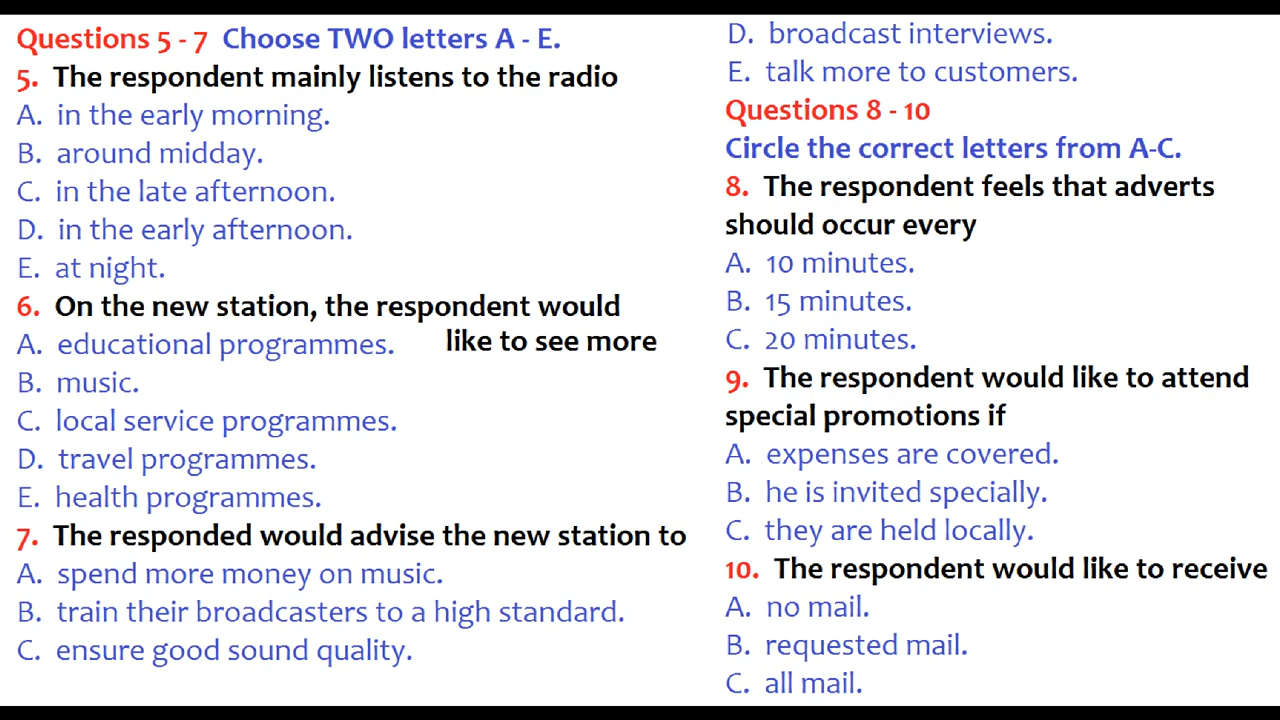 Questions 5 - 7 Choose TWO letters A - E.
5. The respondent mainly listens to the radio
A. in the early morning.
B. around midday.
C. in the late afternoon.
D. in the early afternoon.
E. at night.
6. On the new station, the respondent would
like to see more
A. educational programmes.
B. music.
C. local service programmes.
D. travel programmes.
E. health programmes.
7. The responded would advise the new station to
A. spend more money on music.
B. train their broadcasters to a high standard.
C. ensure good sound quality.
D. broadcast interviews.
E. talk more to customers.
Questions 8 - 10
Circle the correct letters from A-C.
8. The respondent feels that adverts
should occur every
A. 10 minutes.
B. 15 minutes.
C. 20 minutes.
9. The respondent would like to attend
special promotions if
A. expenses are covered.
B. he is invited specially.
C. they are held locally.
10. The respondent would like to receive
A. no mail.
B. requested mail.
C. all mail.